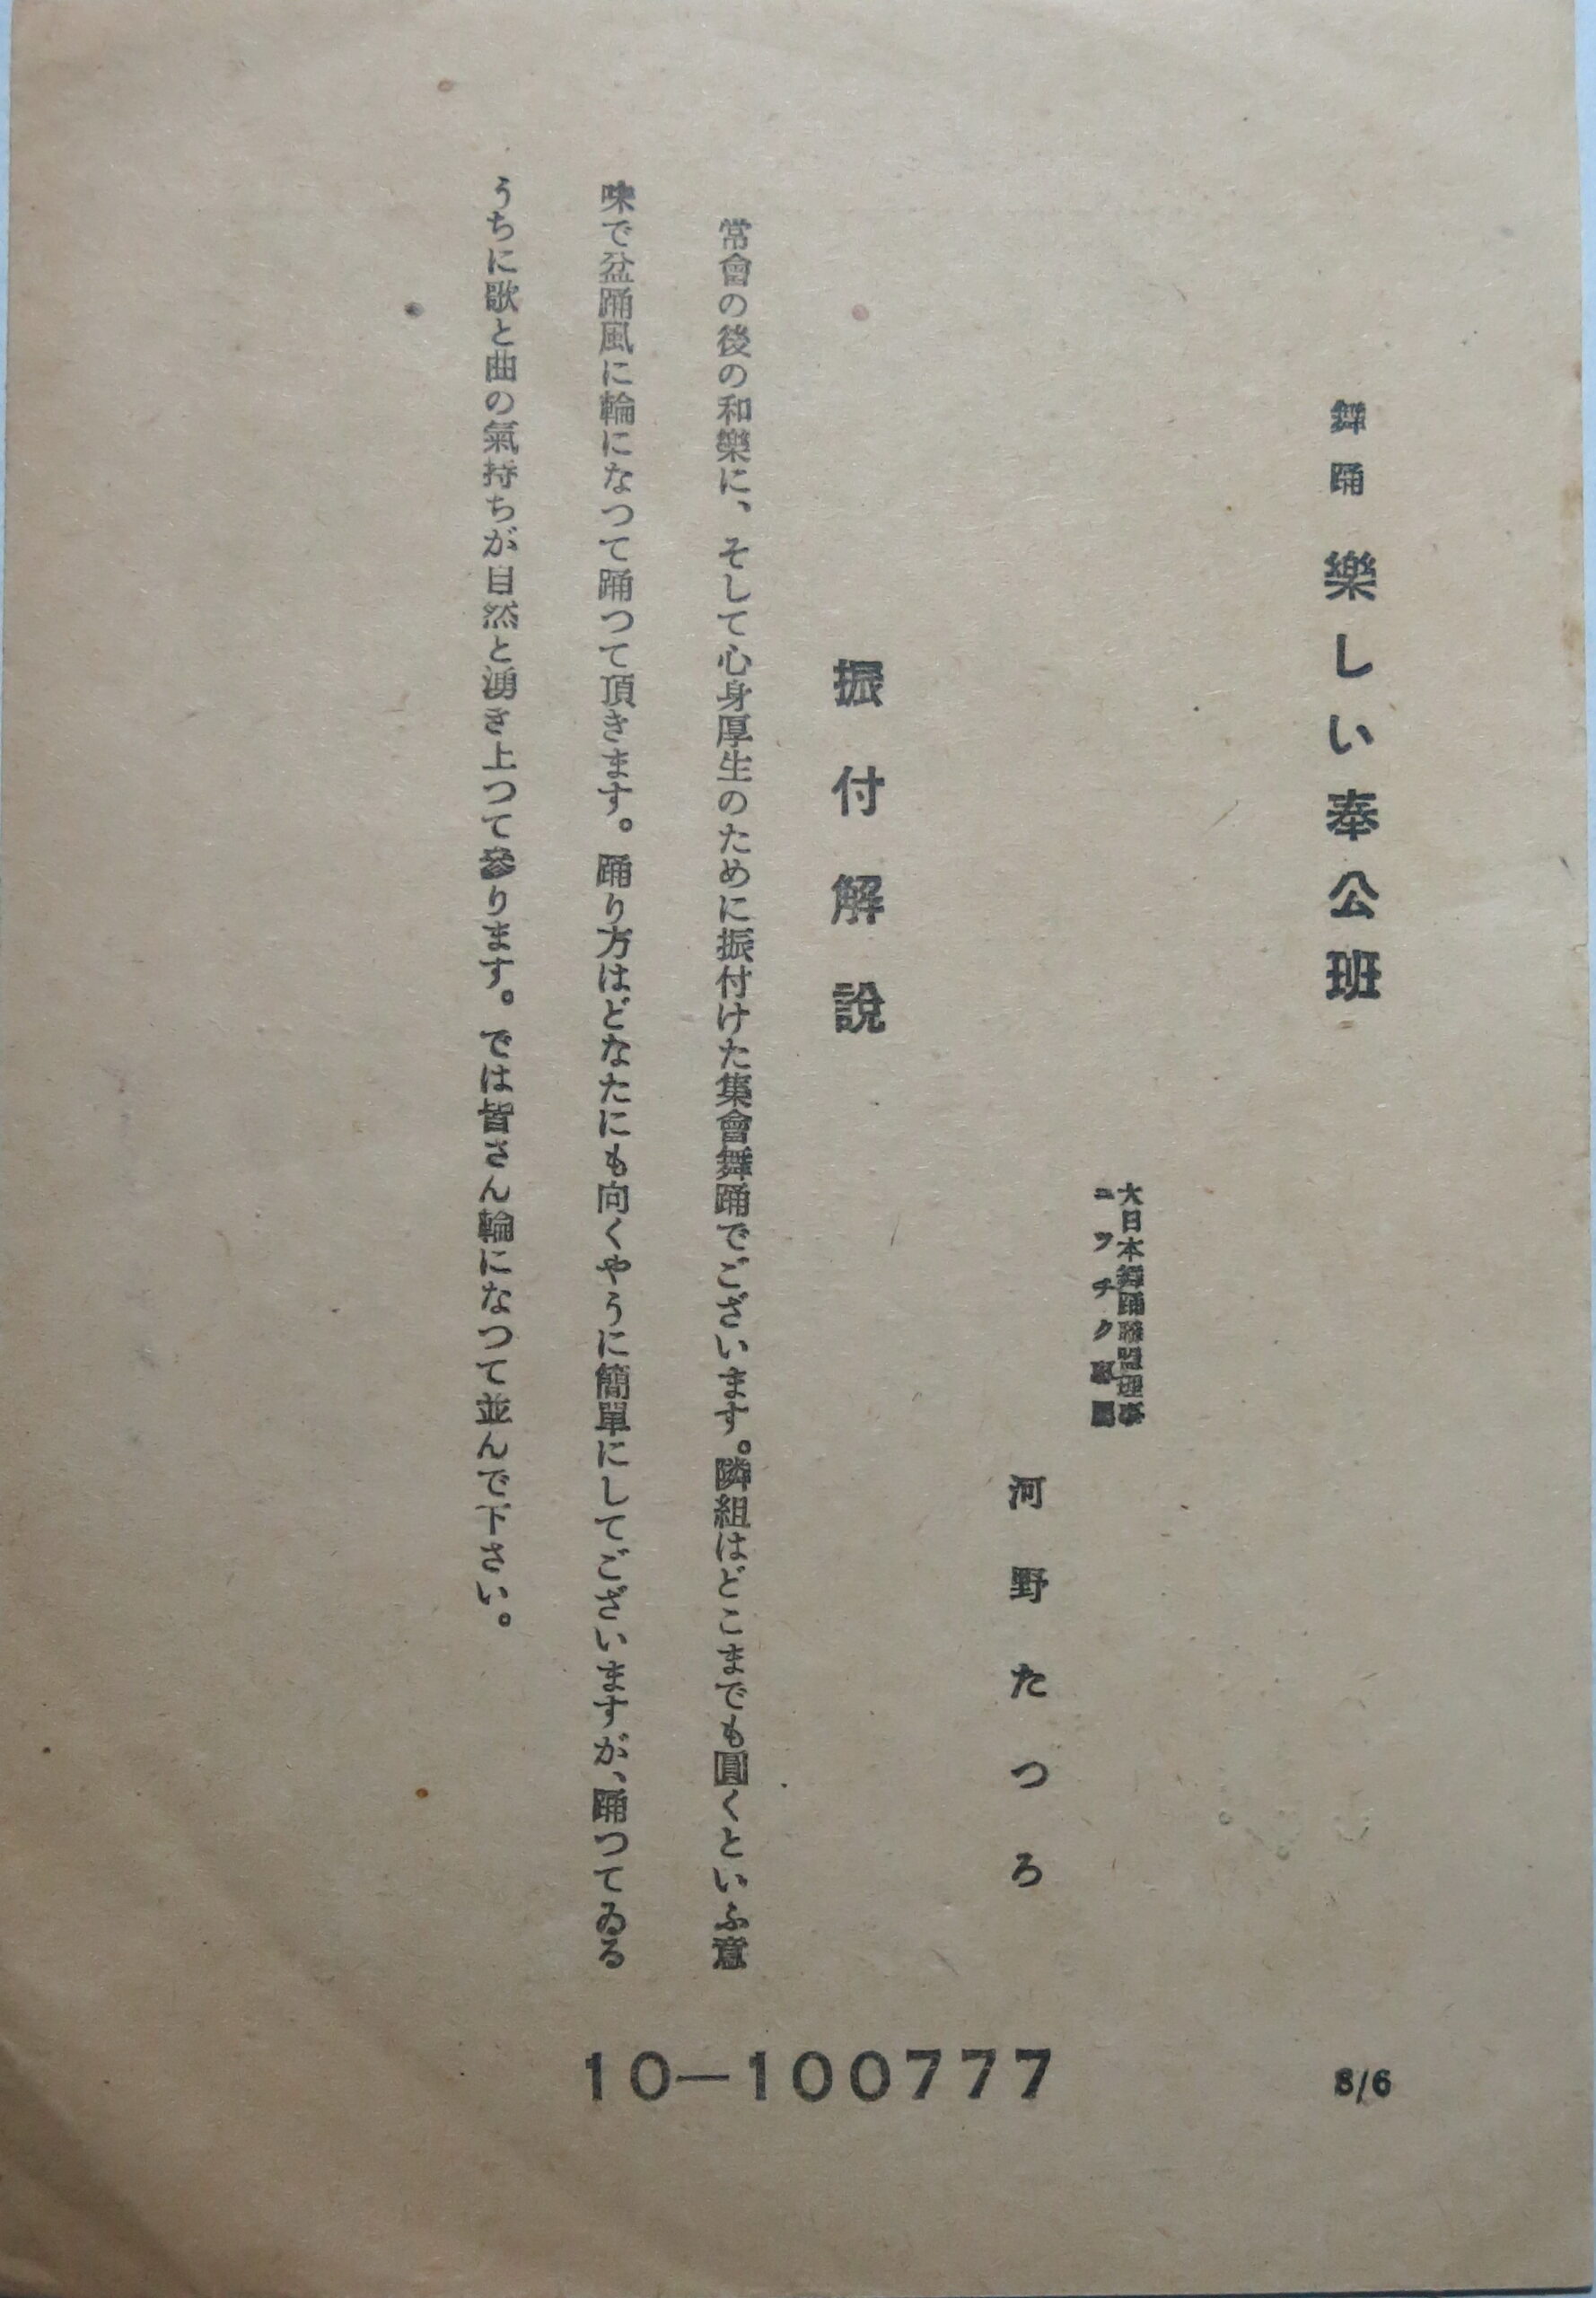 舞踊 樂しい奉公班
大日本舞踊聯盟理事
ニツチク專屬
河野たつろ
振付解說
常會の後の和樂に、そして心身厚生のために振付けた集會舞踊でございます。隣組はどこまでも圓くといふ意
味で盆踊風に輪になつて踊つて頂きます。踊り方はどなたにも向くやうに簡單にしてございますが、踊つてゐる
うちに歌と曲の氣持ちが自然と湧き上つて參ります。では皆さん輪になつて並んで下さい。
10—100777
8/6